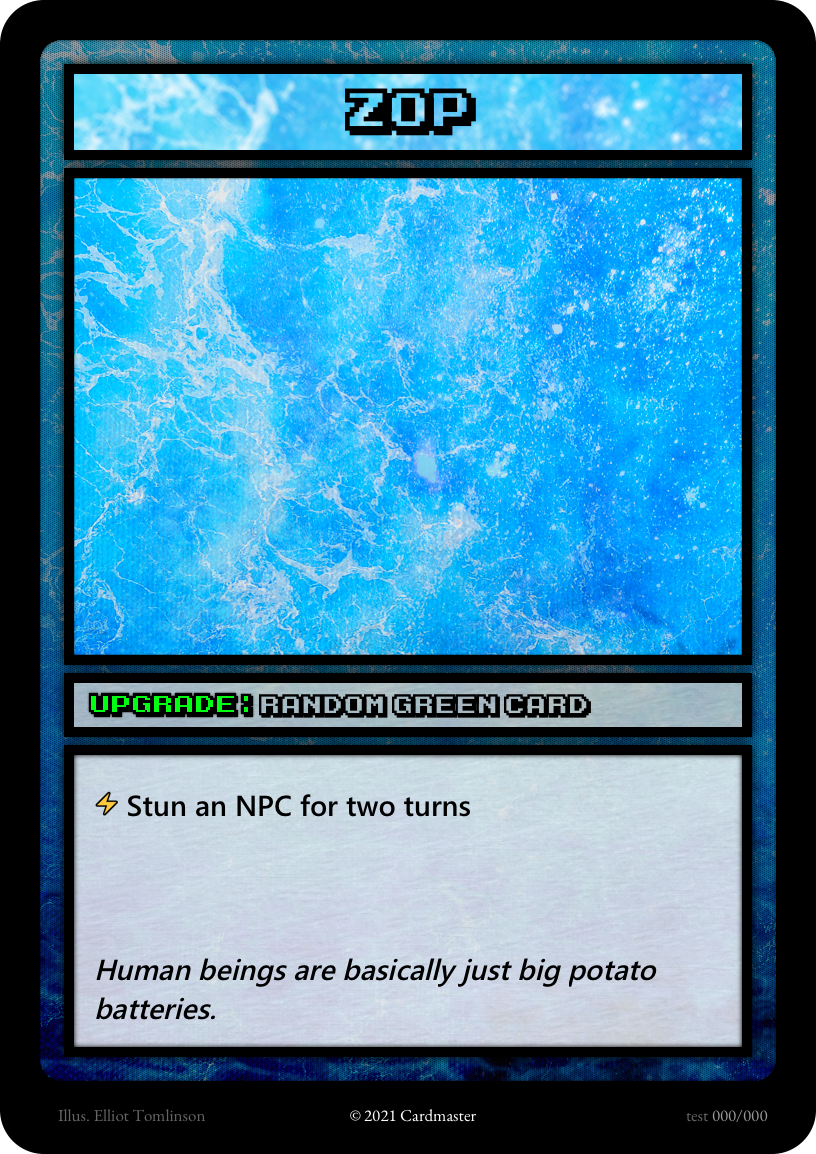 ZOP
UPGRADE: RANDOM GREEN CARD
⚡ Stun an NPC for two turns
Human beings are basically just big potato
batteries.
Illus. Elliot Tomlinson
© 2021 Cardmaster
test 000/000